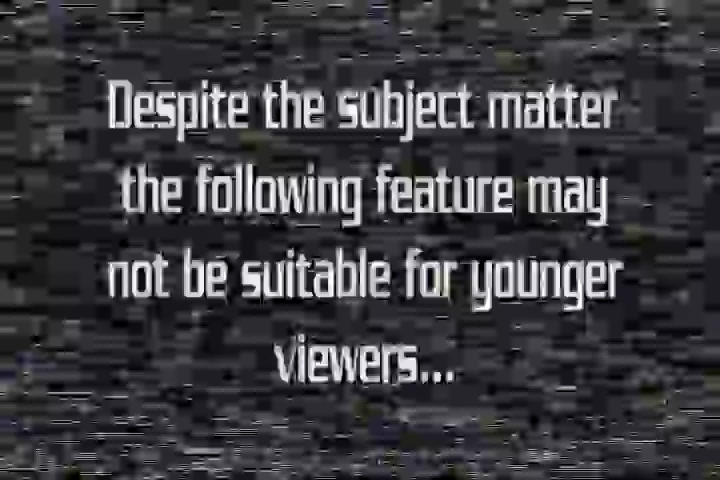 Despite the subject matter
the following feature may
not be suitable for younger
viewers...